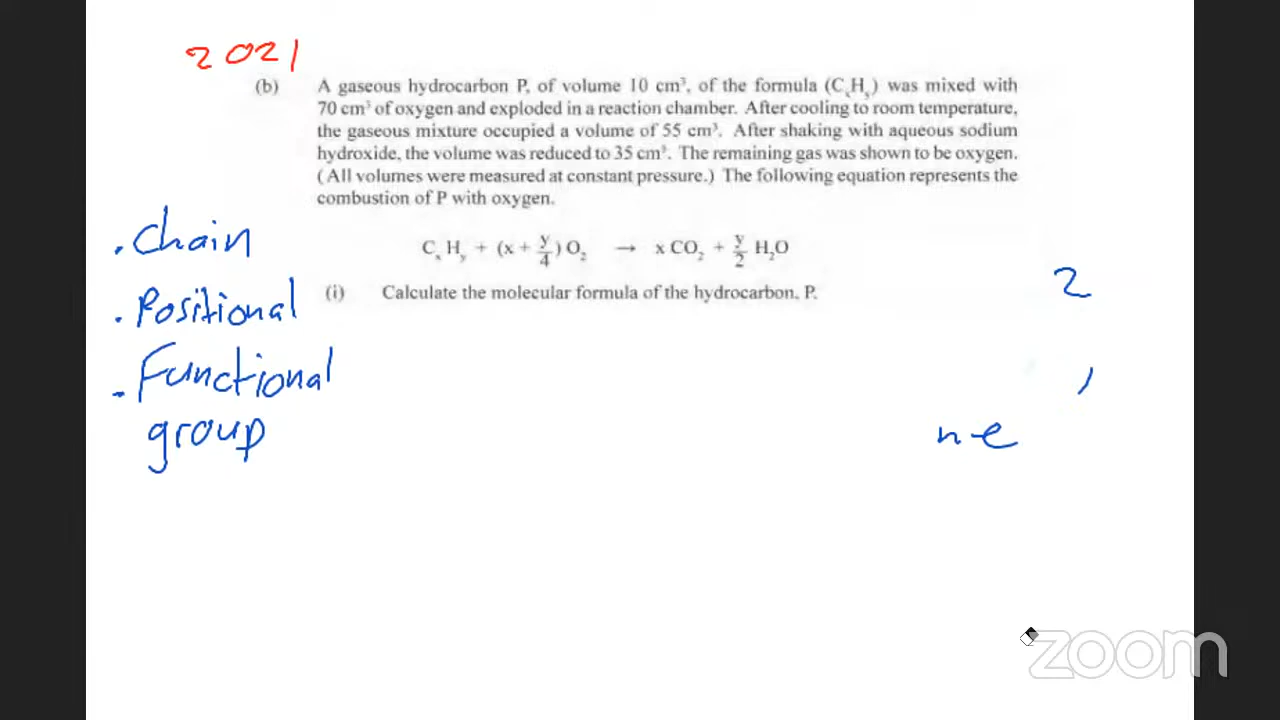 2021
(b) A gaseous hydrocarbon P, of volume 10 cm³, of the formula (CₓHᵧ) was mixed with
70 cm³ of oxygen and exploded in a reaction chamber. After cooling to room temperature,
the gaseous mixture occupied a volume of 55 cm³. After shaking with aqueous sodium
hydroxide, the volume was reduced to 35 cm³. The remaining gas was shown to be oxygen.
(All volumes were measured at constant pressure.) The following equation represents the
combustion of P with oxygen.
. Chain
CₓHᵧ + (x + y/4) O₂ → x CO₂ + y/2 H₂O
(i) Calculate the molecular formula of the hydrocarbon, P.
2
. Positional
. Functional
group
n-e
zoom